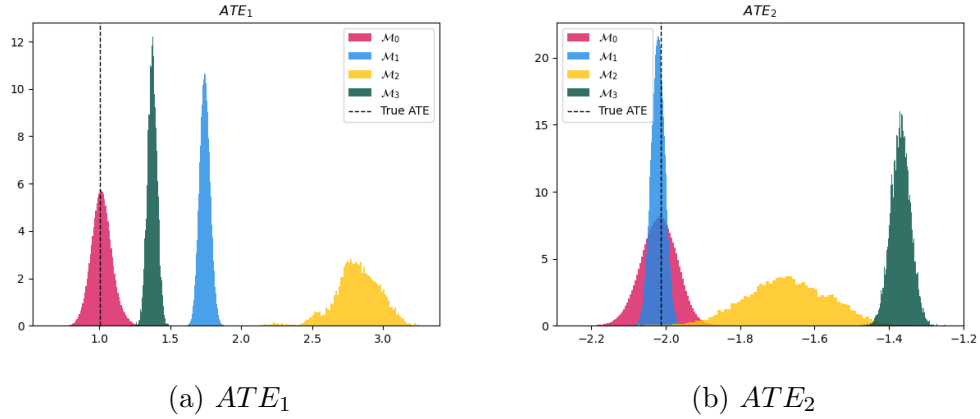 ATE₁
12
10
8
6
4
2
0
1.0 1.5 2.0 2.5 3.0
M₀
M₁
M₂
M₃
True ATE
(a) ATE₁
ATE₂
20
15
10
5
0
−2.2 −2.0 −1.8 −1.6 −1.4 −1.2
M₀
M₁
M₂
M₃
True ATE
(b) ATE₂